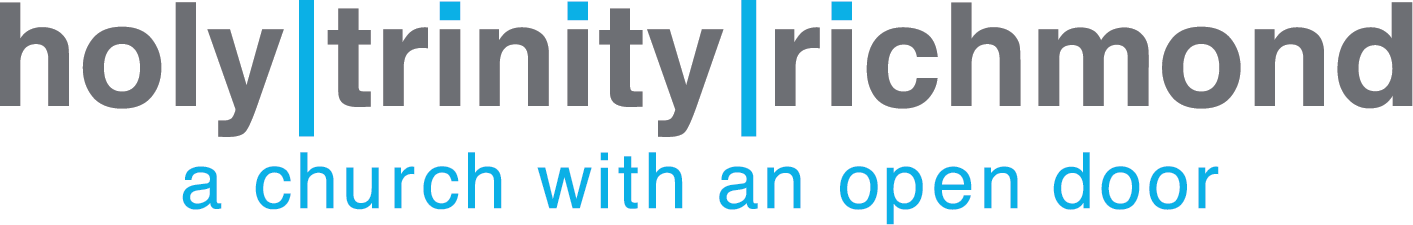 holy|trinity|richmond
a church with an open door